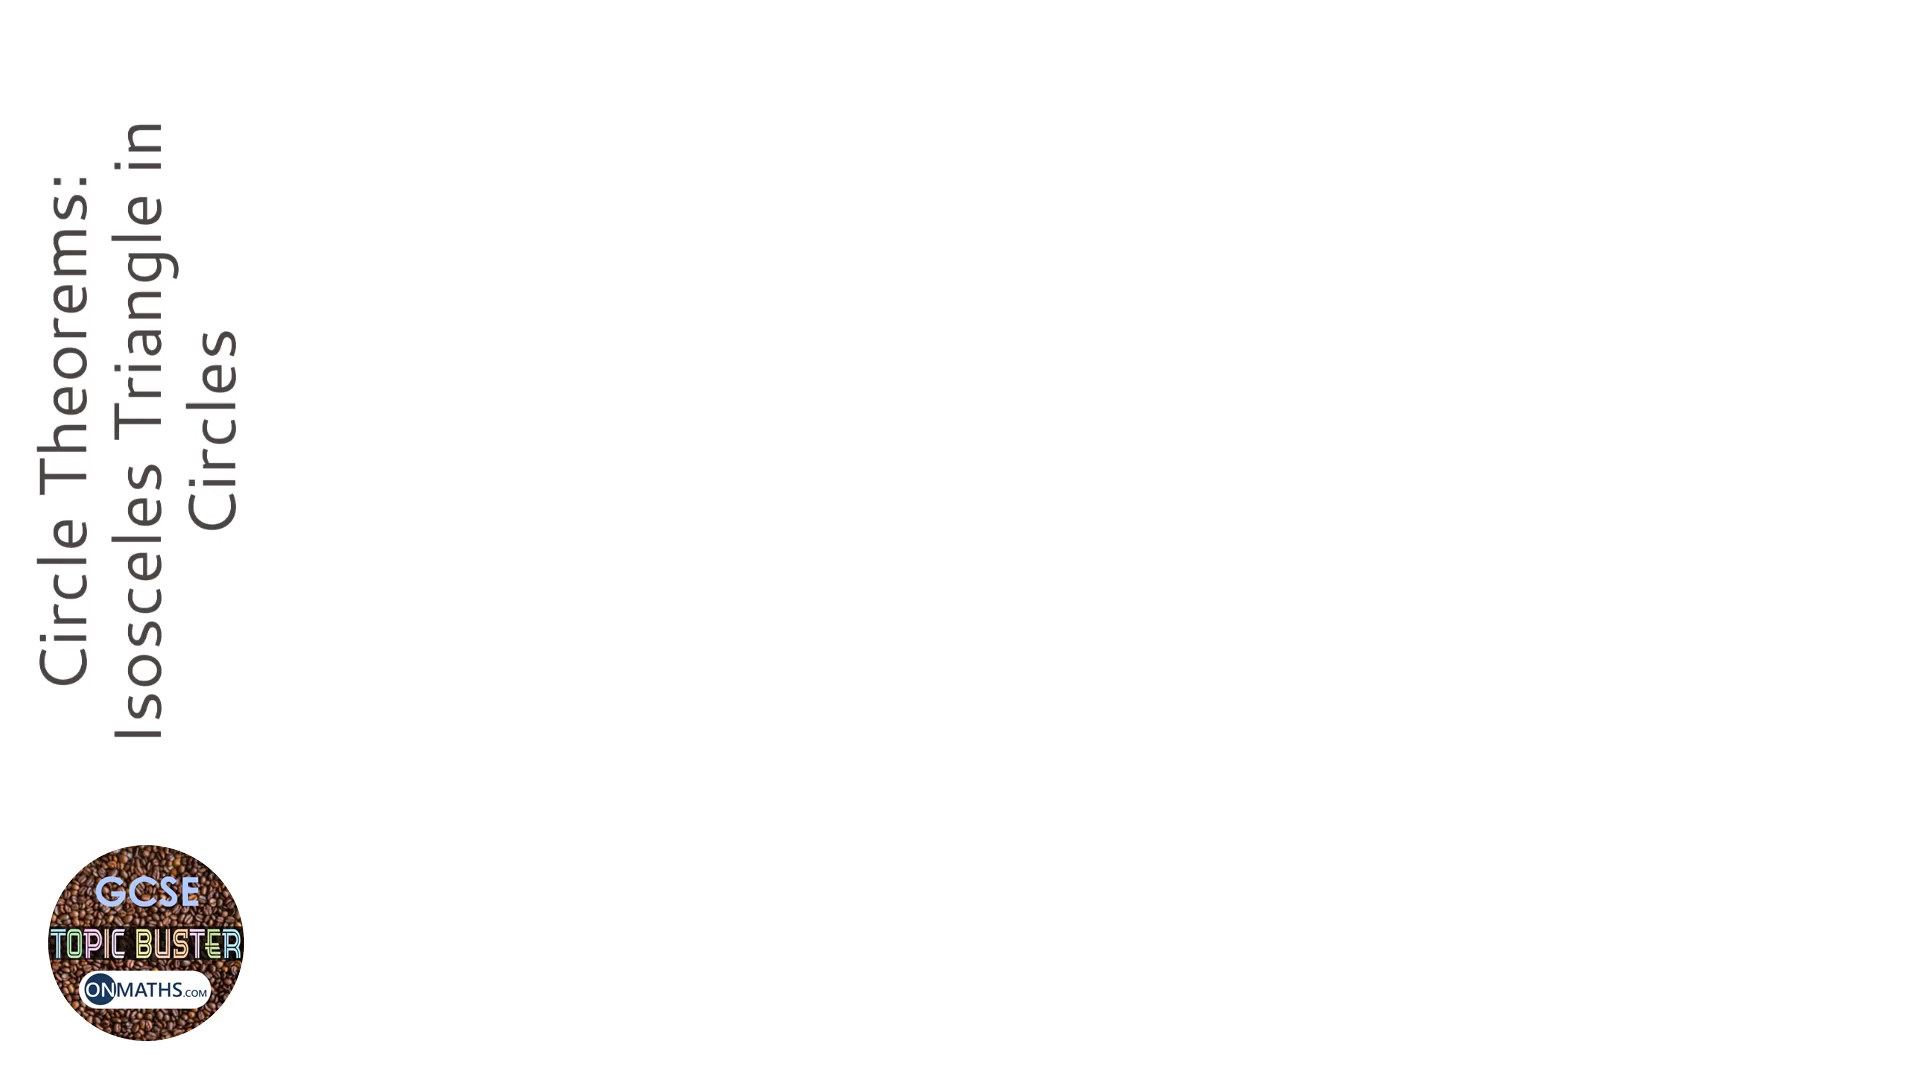 Circle Theorems:
Isosceles Triangle in
Circles
GCSE
TOPIC BUSTER
ONMATHS.COM